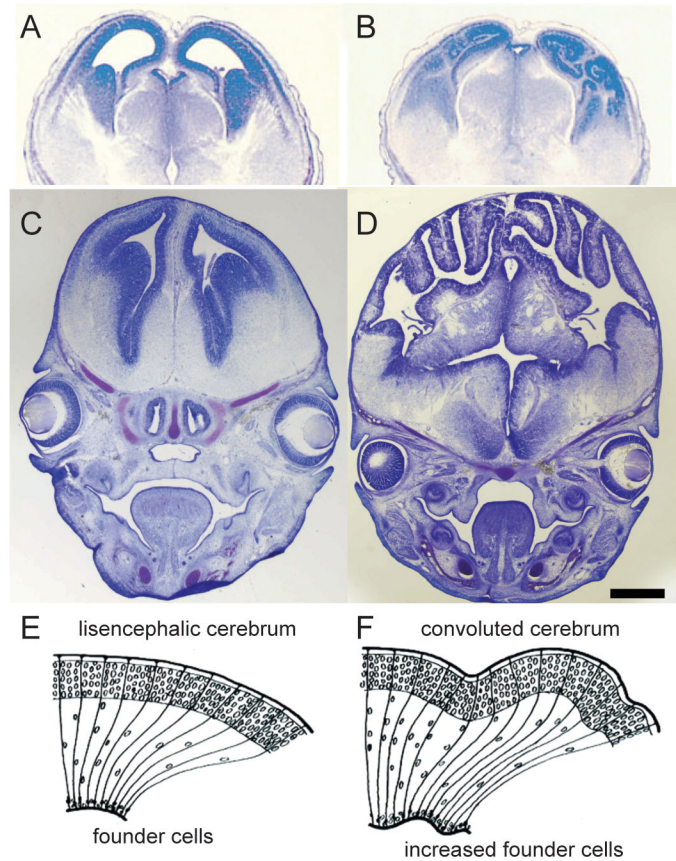 A
B
C
D
E
lisencephalic cerebrum
F
convoluted cerebrum
founder cells
increased founder cells